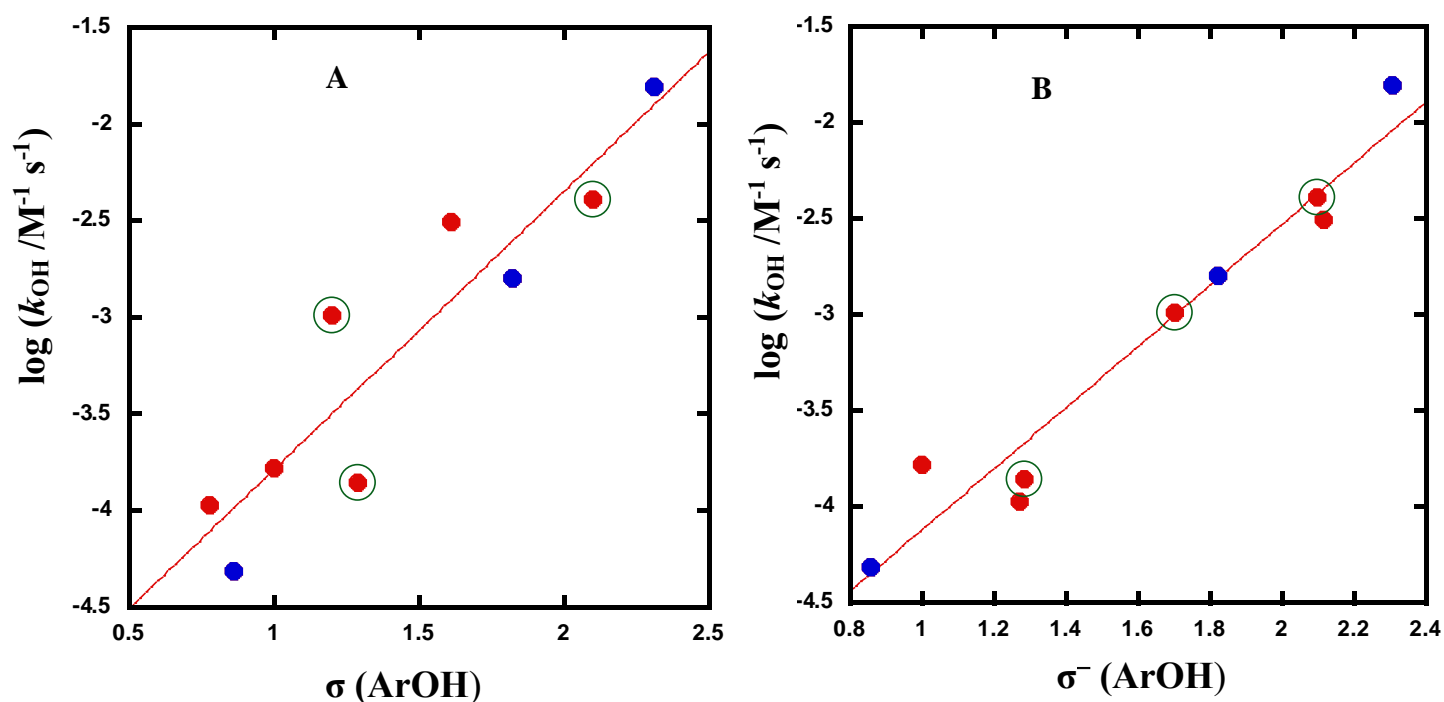 A
log (kOH /M-1 s-1)
-1.5
-2
-2.5
-3
-3.5
-4
-4.5
0.5 1 1.5 2 2.5
σ (ArOH)
B
log (kOH /M-1 s-1)
-1.5
-2
-2.5
-3
-3.5
-4
-4.5
0.8 1 1.2 1.4 1.6 1.8 2 2.2 2.4
σ– (ArOH)